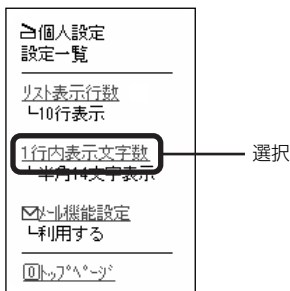 個人設定
設定一覧
リスト表示行数
└10行表示
1行内表示文字数
└半角14文字表示
選択
メール機能設定
└利用する
0トップページ